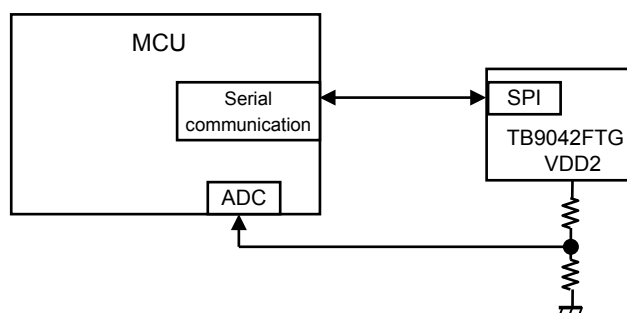 MCU
Serial
communication
SPI
TB9042FTG
VDD2
ADC